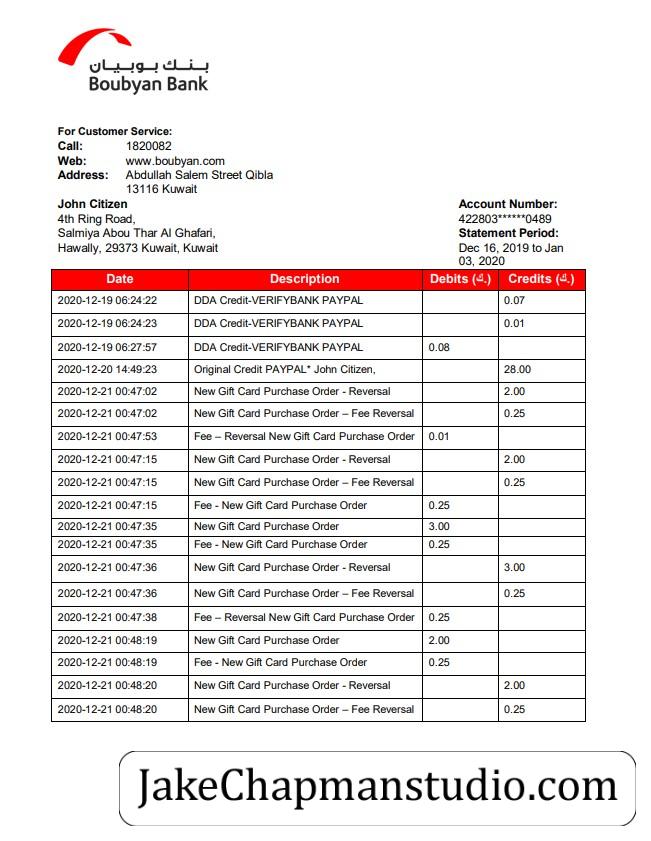 بنك بوبيان
Boubyan Bank
For Customer Service:
Call: 1820082
Web: www.boubyan.com
Address: Abdullah Salem Street Qibla
13116 Kuwait
John Citizen
4th Ring Road,
Salmiya Abou Thar Al Ghafari,
Hawally, 29373 Kuwait, Kuwait
Account Number:
422803******0489
Statement Period:
Dec 16, 2019 to Jan
03, 2020
Date Description Debits (ك.) Credits (ك.)
2020-12-19 06:24:22 DDA Credit-VERIFYBANK PAYPAL 0.07
2020-12-19 06:24:23 DDA Credit-VERIFYBANK PAYPAL 0.01
2020-12-19 06:27:57 DDA Credit-VERIFYBANK PAYPAL 0.08
2020-12-20 14:49:23 Original Credit PAYPAL* John Citizen, 28.00
2020-12-21 00:47:02 New Gift Card Purchase Order - Reversal 2.00
2020-12-21 00:47:02 New Gift Card Purchase Order – Fee Reversal 0.25
2020-12-21 00:47:53 Fee – Reversal New Gift Card Purchase Order 0.01
2020-12-21 00:47:15 New Gift Card Purchase Order - Reversal 2.00
2020-12-21 00:47:15 New Gift Card Purchase Order – Fee Reversal 0.25
2020-12-21 00:47:15 Fee - New Gift Card Purchase Order 0.25
2020-12-21 00:47:35 New Gift Card Purchase Order 3.00
2020-12-21 00:47:35 Fee - New Gift Card Purchase Order 0.25
2020-12-21 00:47:36 New Gift Card Purchase Order - Reversal 3.00
2020-12-21 00:47:36 New Gift Card Purchase Order – Fee Reversal 0.25
2020-12-21 00:47:38 Fee – Reversal New Gift Card Purchase Order 0.25
2020-12-21 00:48:19 New Gift Card Purchase Order 2.00
2020-12-21 00:48:19 Fee - New Gift Card Purchase Order 0.25
2020-12-21 00:48:20 New Gift Card Purchase Order - Reversal 2.00
2020-12-21 00:48:20 New Gift Card Purchase Order – Fee Reversal 0.25
JakeChapmanstudio.com